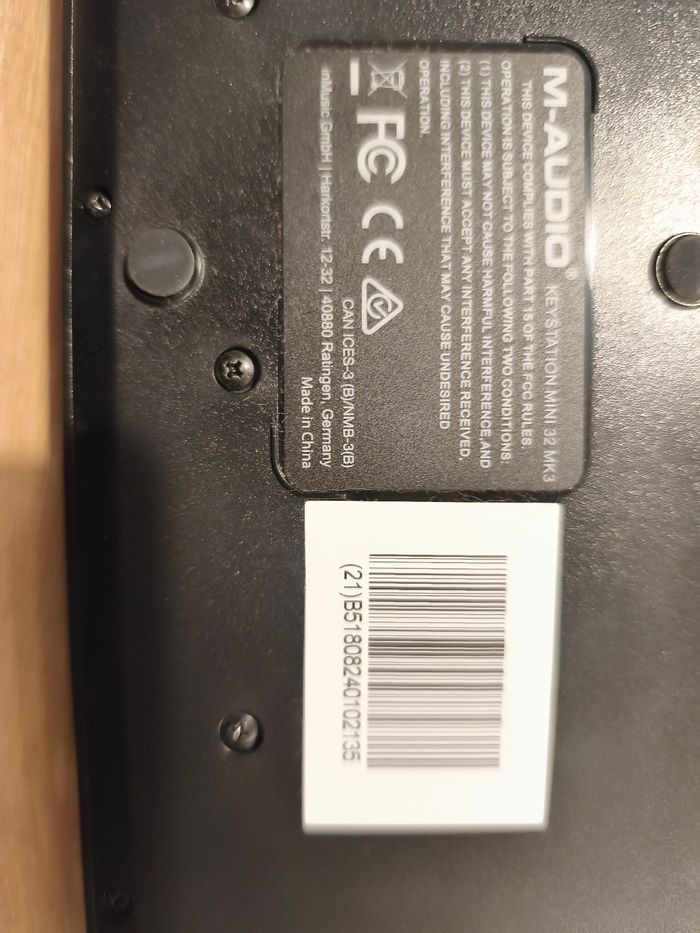 M-AUDIO® KEYSTATION MINI 32 MK3
THIS DEVICE COMPLIES WITH PART 15 OF THE FCC RULES.
OPERATION IS SUBJECT TO THE FOLLOWING TWO CONDITIONS:
(1) THIS DEVICE MAY NOT CAUSE HARMFUL INTERFERENCE AND
(2) THIS DEVICE MUST ACCEPT ANY INTERFERENCE RECEIVED,
INCLUDING INTERFERENCE THAT MAY CAUSE UNDESIRED
OPERATION.
FC CE
CAN ICES-3 (B)/NMB-3(B)
inMusic GmbH | Harkortstr. 12-32 | 40880 Ratingen, Germany
Made in China
(21)B51808240102135